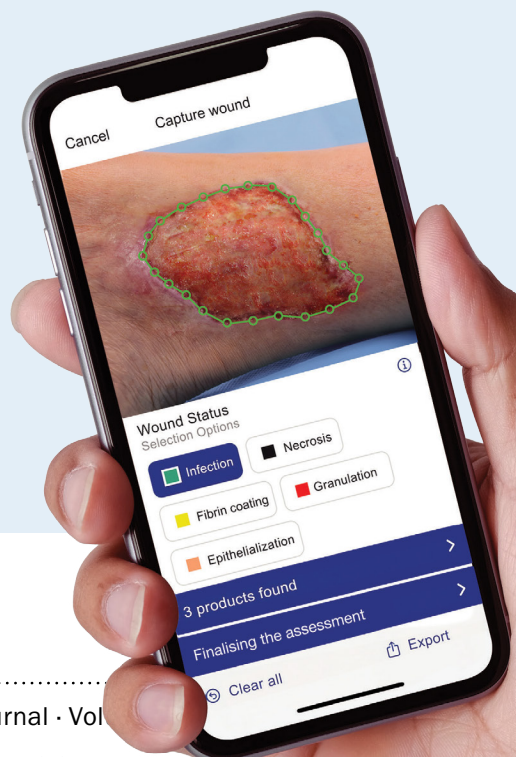 Cancel
Capture wound
Wound Status
Selection Options
Infection
Necrosis
Fibrin coating
Granulation
Epithelialization
3 products found
Finalising the assessment
Clear all
Export
urnal · Vol